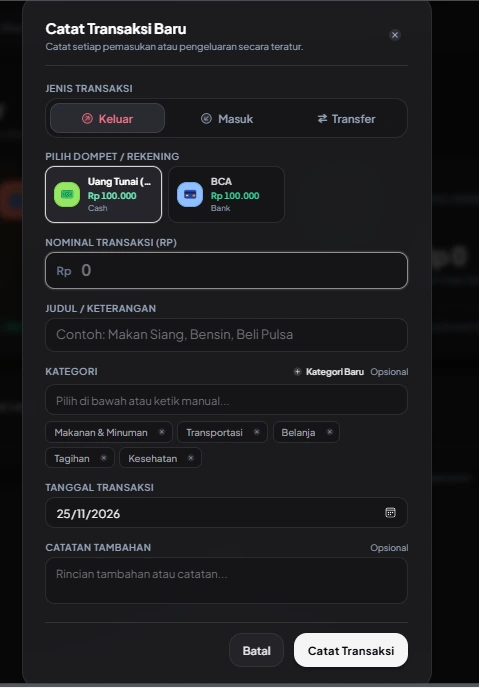 Catat Transaksi Baru
Catat setiap pemasukan atau pengeluaran secara teratur.
JENIS TRANSAKSI
Keluar
Masuk
Transfer
PILIH DOMPET / REKENING
Uang Tunai (...
Rp 100.000
Cash
BCA
Rp 100.000
Bank
NOMINAL TRANSAKSI (RP)
Rp 0
JUDUL / KETERANGAN
Contoh: Makan Siang, Bensin, Beli Pulsa
KATEGORI
Kategori Baru Opsional
Pilih di bawah atau ketik manual...
Makanan & Minuman
Transportasi
Belanja
Tagihan
Kesehatan
TANGGAL TRANSAKSI
25/11/2026
CATATAN TAMBAHAN
Opsional
Rincian tambahan atau catatan...
Batal
Catat Transaksi